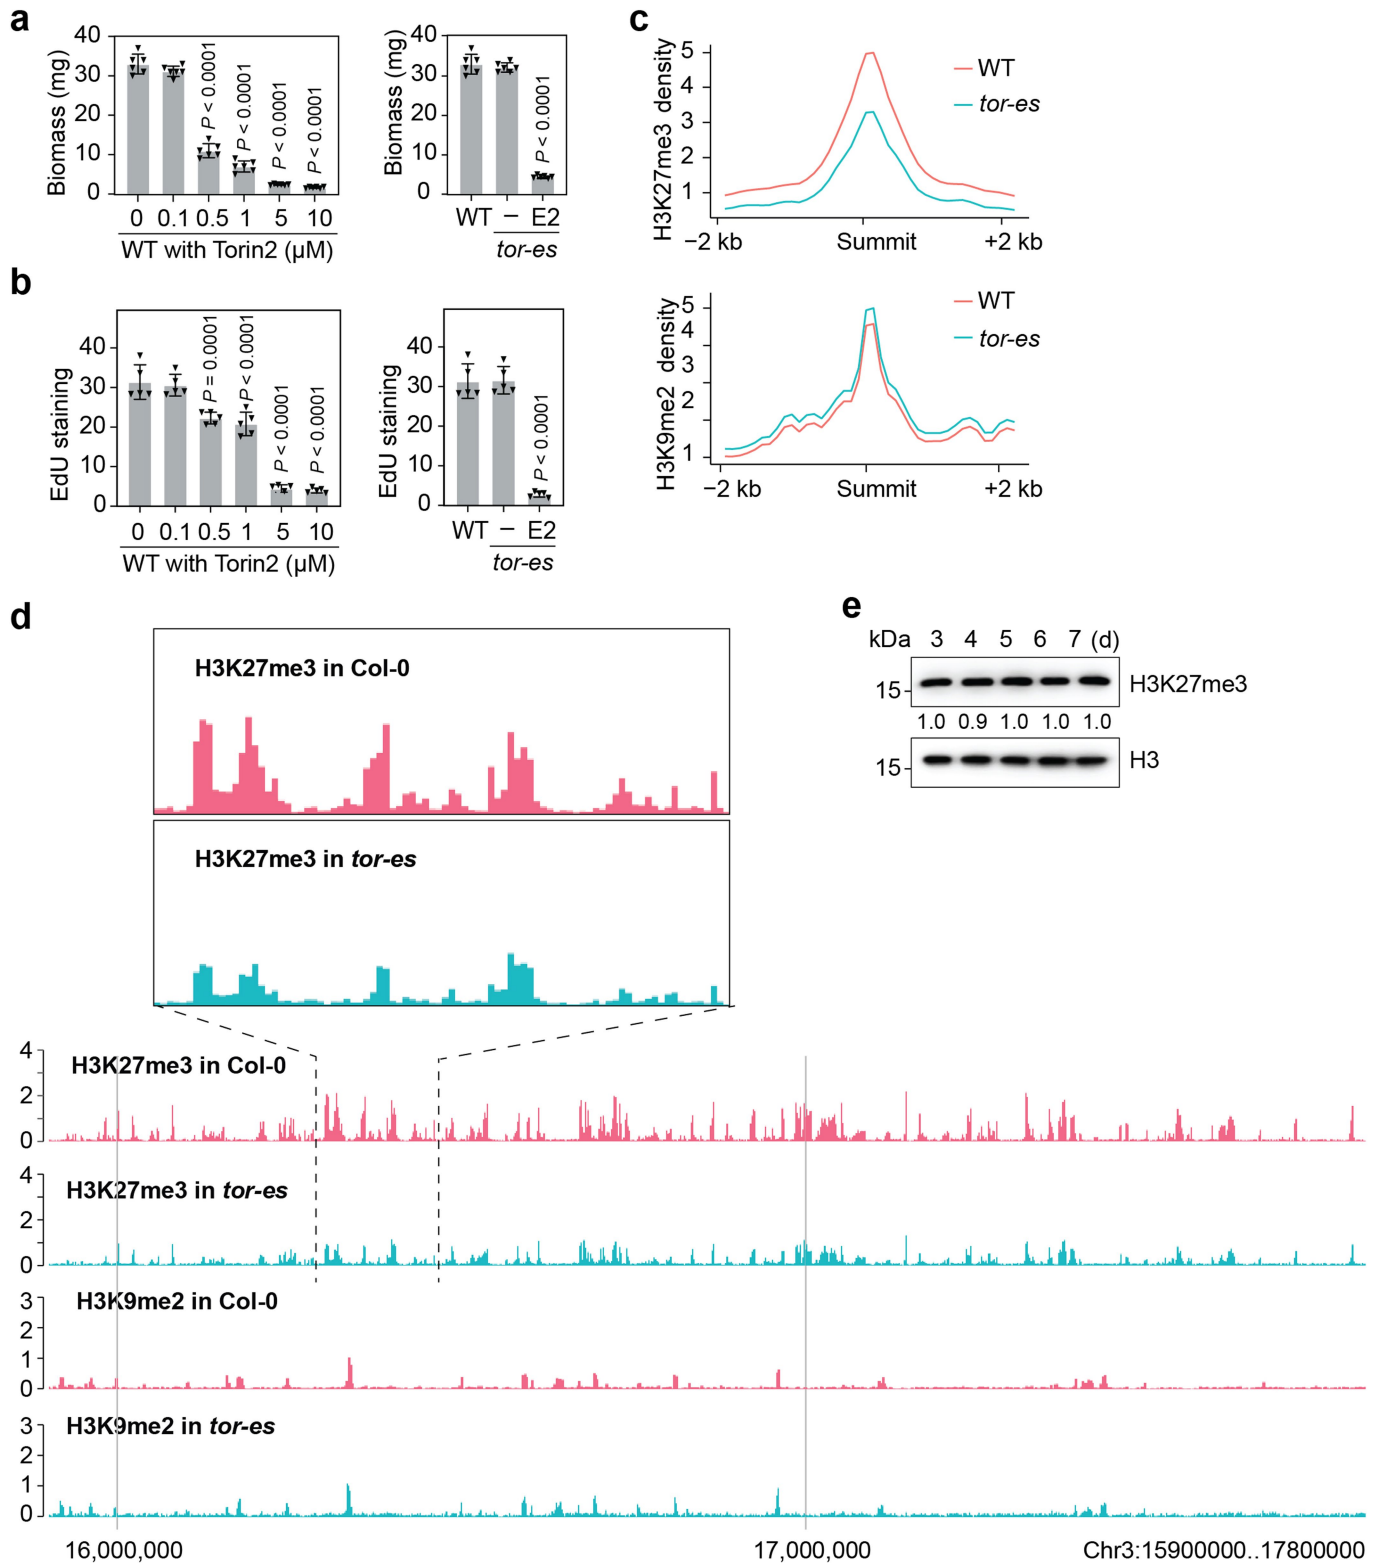 a
Biomass (mg)
40
30
20
10
0
P < 0.0001
P < 0.0001
P < 0.0001
P < 0.0001
0 0.1 0.5 1 5 10
WT with Torin2 (μM)
Biomass (mg)
40
30
20
10
0
P < 0.0001
WT – E2
tor-es
b
EdU staining
40
30
20
10
0
P = 0.0001
P < 0.0001
P < 0.0001
P < 0.0001
0 0.1 0.5 1 5 10
WT with Torin2 (μM)
EdU staining
40
30
20
10
0
P < 0.0001
WT – E2
tor-es
c
H3K27me3 density
5
4
3
2
1
WT
tor-es
−2 kb Summit +2 kb
H3K9me2 density
5
4
3
2
1
WT
tor-es
−2 kb Summit +2 kb
d
H3K27me3 in Col-0
H3K27me3 in tor-es
4
2
0
H3K27me3 in Col-0
4
2
0
H3K27me3 in tor-es
3
2
1
0
H3K9me2 in Col-0
3
2
1
0
H3K9me2 in tor-es
16,000,000 17,000,000 Chr3:15900000..17800000
e
kDa 3 4 5 6 7 (d)
15 H3K27me3
1.0 0.9 1.0 1.0 1.0
15 H3